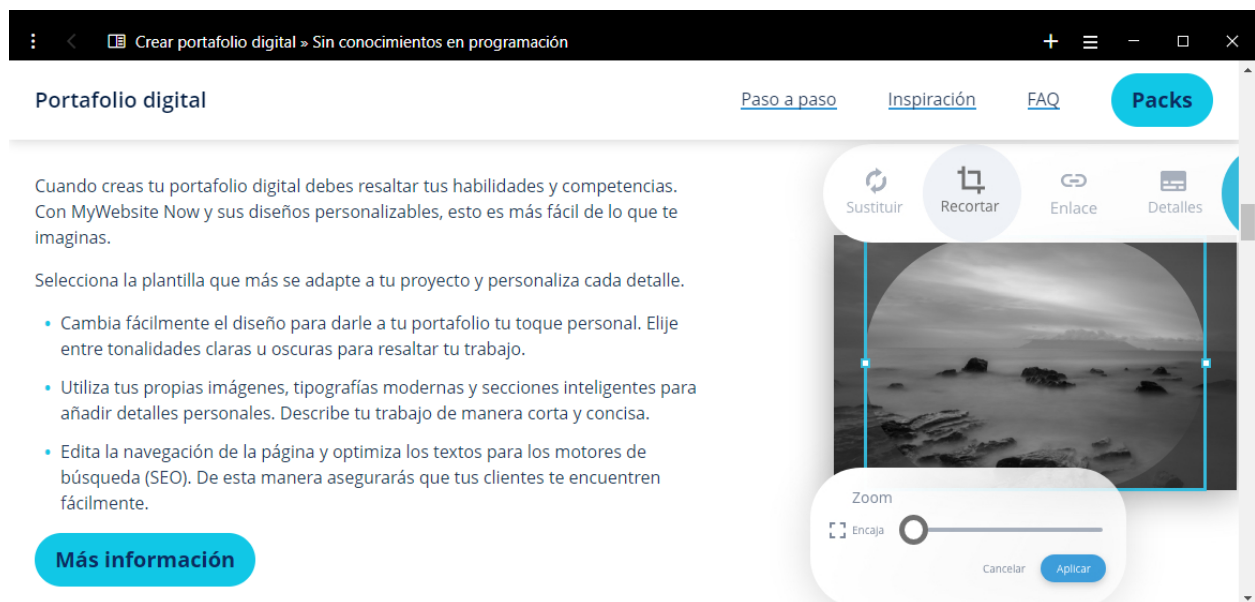 Crear portafolio digital » Sin conocimientos en programación
Portafolio digital
Paso a paso
Inspiración
FAQ
Packs
Cuando creas tu portafolio digital debes resaltar tus habilidades y competencias.
Con MyWebsite Now y sus diseños personalizables, esto es más fácil de lo que te
imaginas.
Selecciona la plantilla que más se adapte a tu proyecto y personaliza cada detalle.
• Cambia fácilmente el diseño para darle a tu portafolio tu toque personal. Elije
entre tonalidades claras u oscuras para resaltar tu trabajo.
• Utiliza tus propias imágenes, tipografías modernas y secciones inteligentes para
añadir detalles personales. Describe tu trabajo de manera corta y concisa.
• Edita la navegación de la página y optimiza los textos para los motores de
búsqueda (SEO). De esta manera asegurarás que tus clientes te encuentren
fácilmente.
Más información
Sustituir
Recortar
Enlace
Detalles
Zoom
Encaja
Cancelar
Aplicar